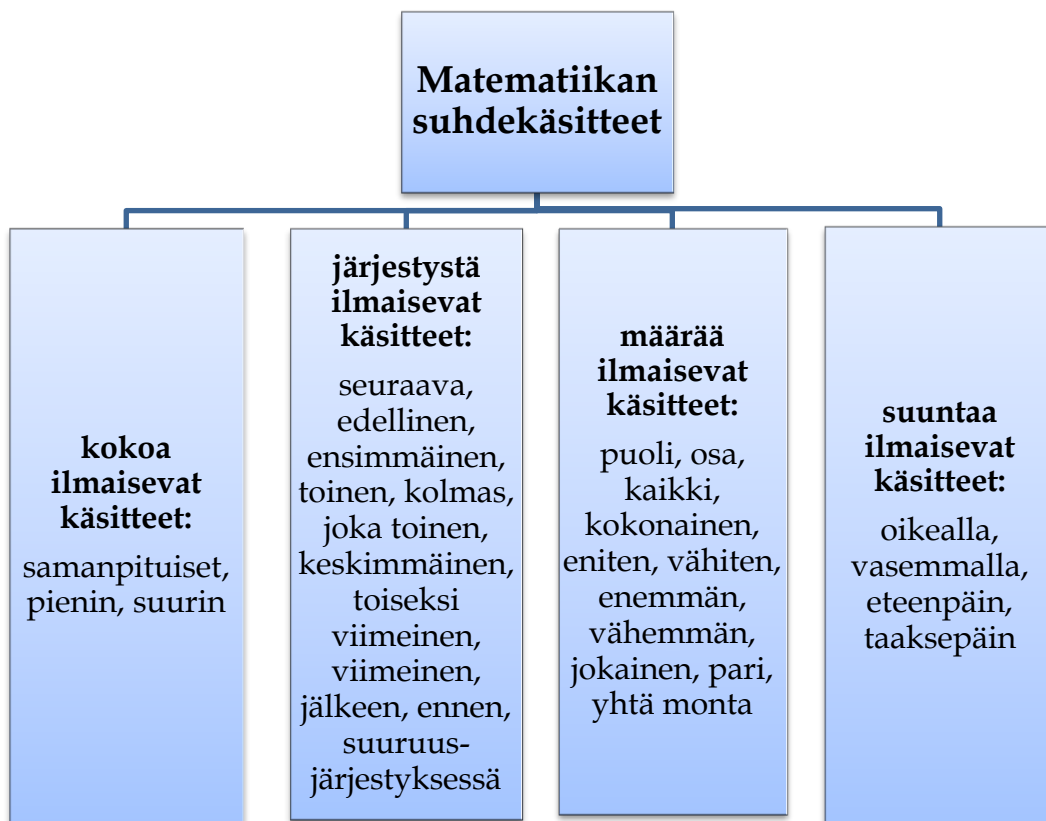 Matematiikan
suhdekäsitteet
kokoa
ilmaisevat
käsitteet:
samanpituiset,
pienin, suurin
järjestystä
ilmaisevat
käsitteet:
seuraava,
edellinen,
ensimmäinen,
toinen, kolmas,
joka toinen,
keskimmäinen,
toiseksi
viimeinen,
viimeinen,
jälkeen, ennen,
suuruus-
järjestyksessä
määrää
ilmaisevat
käsitteet:
puoli, osa,
kaikki,
kokonainen,
eniten, vähiten,
enemmän,
vähemmän,
jokainen, pari,
yhtä monta
suuntaa
ilmaisevat
käsitteet:
oikealla,
vasemmalla,
eteenpäin,
taaksepäin